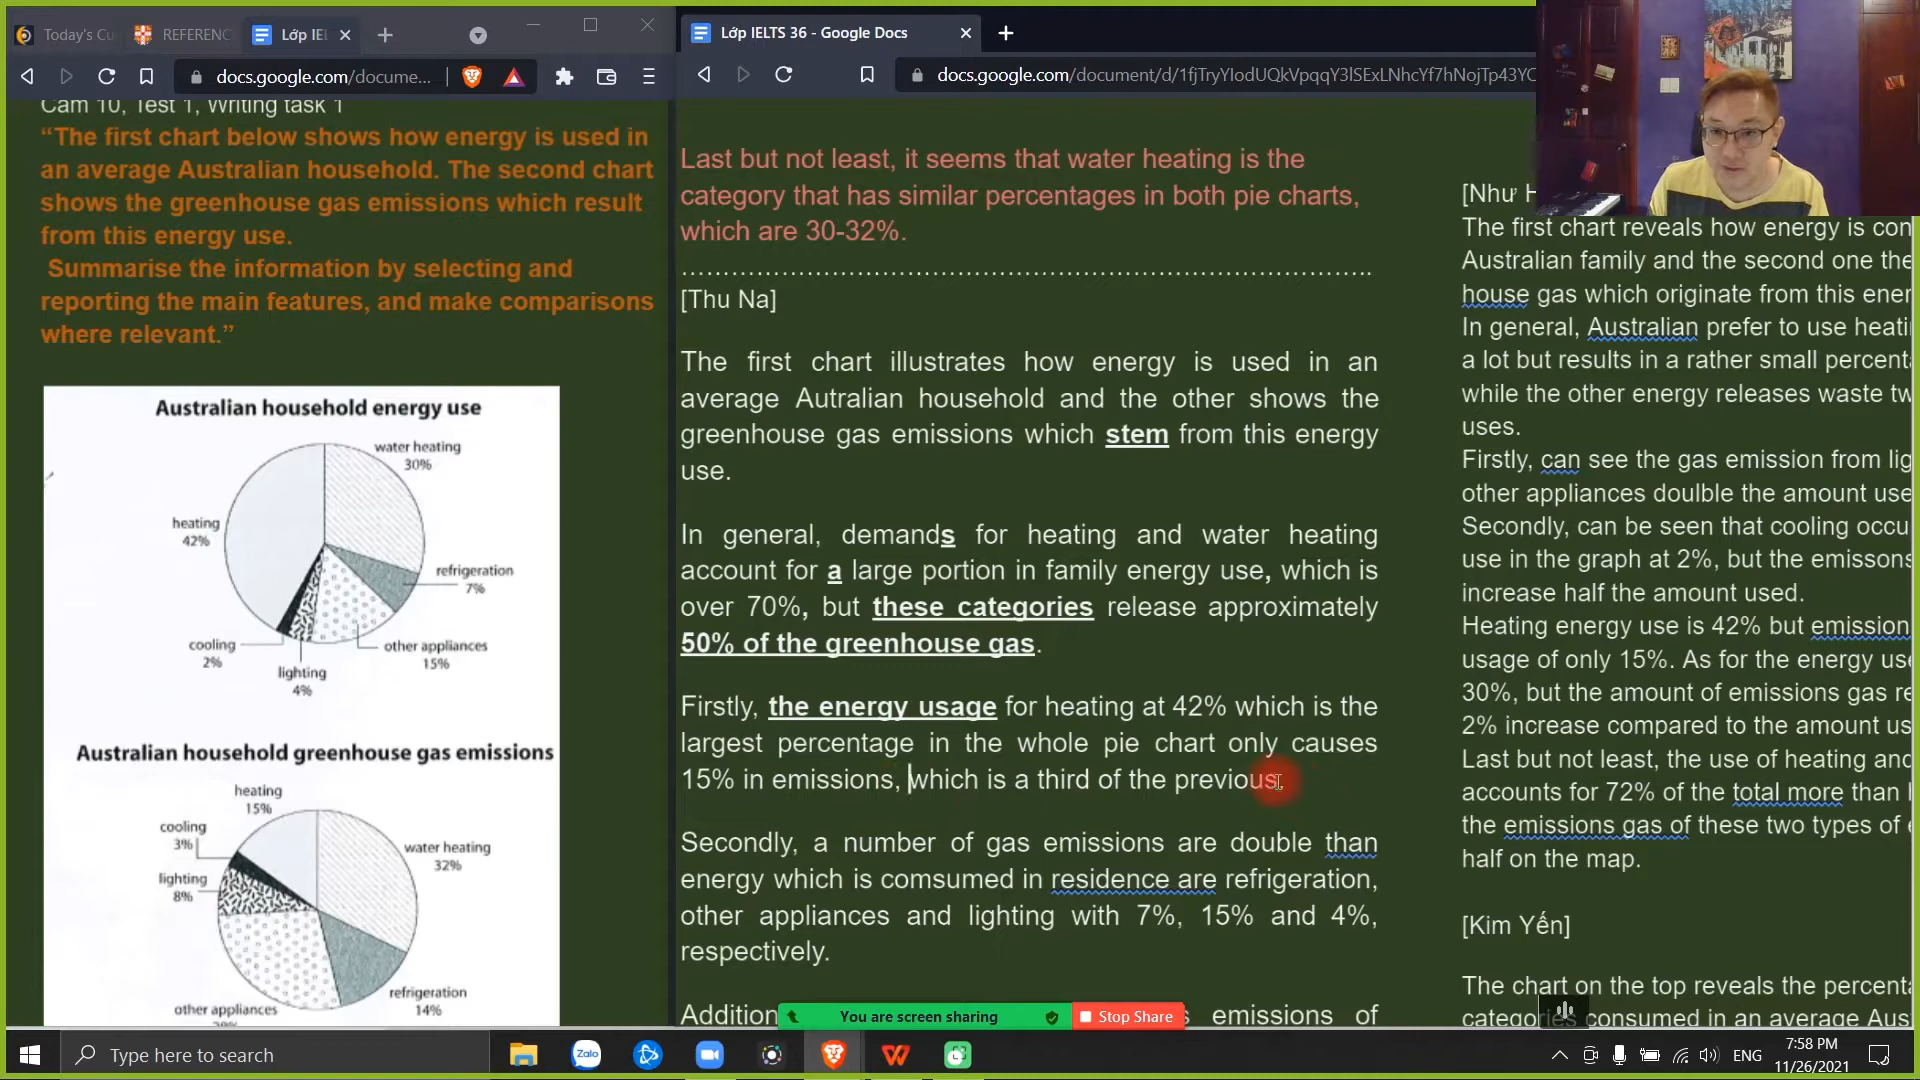 Today's Cu
REFERENC
Lớp IE
docs.google.com/docume...
Cam 10, Test 1, Writing task 1
“The first chart below shows how energy is used in
an average Australian household. The second chart
shows the greenhouse gas emissions which result
from this energy use.
Summarise the information by selecting and
reporting the main features, and make comparisons
where relevant.”
Australian household energy use
water heating
30%
heating
42%
refrigeration
7%
cooling
2%
other appliances
15%
lighting
4%
Australian household greenhouse gas emissions
heating
15%
cooling
3%
water heating
32%
lighting
8%
refrigeration
14%
other appliances
Lớp IELTS 36 - Google Docs
docs.google.com/document/d/1fjTryYIodUQkVpqqY3lSExLNhcYf7hNojTp43YC
Last but not least, it seems that water heating is the
category that has similar percentages in both pie charts,
which are 30-32%.
[Thu Na]
The first chart illustrates how energy is used in an
average Autralian household and the other shows the
greenhouse gas emissions which stem from this energy
use.
In general, demands for heating and water heating
account for a large portion in family energy use, which is
over 70%, but these categories release approximately
50% of the greenhouse gas.
Firstly, the energy usage for heating at 42% which is the
largest percentage in the whole pie chart only causes
15% in emissions, which is a third of the previous.
Secondly, a number of gas emissions are double than
energy which is comsumed in residence are refrigeration,
other appliances and lighting with 7%, 15% and 4%,
respectively.
Addition
emissions of
[Như H
The first chart reveals how energy is con
Australian family and the second one the
house gas which originate from this ener
In general, Australian prefer to use heati
a lot but results in a rather small percent
while the other energy releases waste tw
uses.
Firstly, can see the gas emission from lig
other appliances doulble the amount use
Secondly, can be seen that cooling occu
use in the graph at 2%, but the emissons
increase half the amount used.
Heating energy use is 42% but emission
usage of only 15%. As for the energy us
30%, but the amount of emissions gas re
2% increase compared to the amount us
Last but not least, the use of heating and
accounts for 72% of the total more than
the emissions gas of these two types of
half on the map.
[Kim Yến]
The chart on the top reveals the percent
categories consumed in an average Aus
You are screen sharing
Stop Share
Type here to search
Zalo
ENG
7:58 PM
11/26/2021